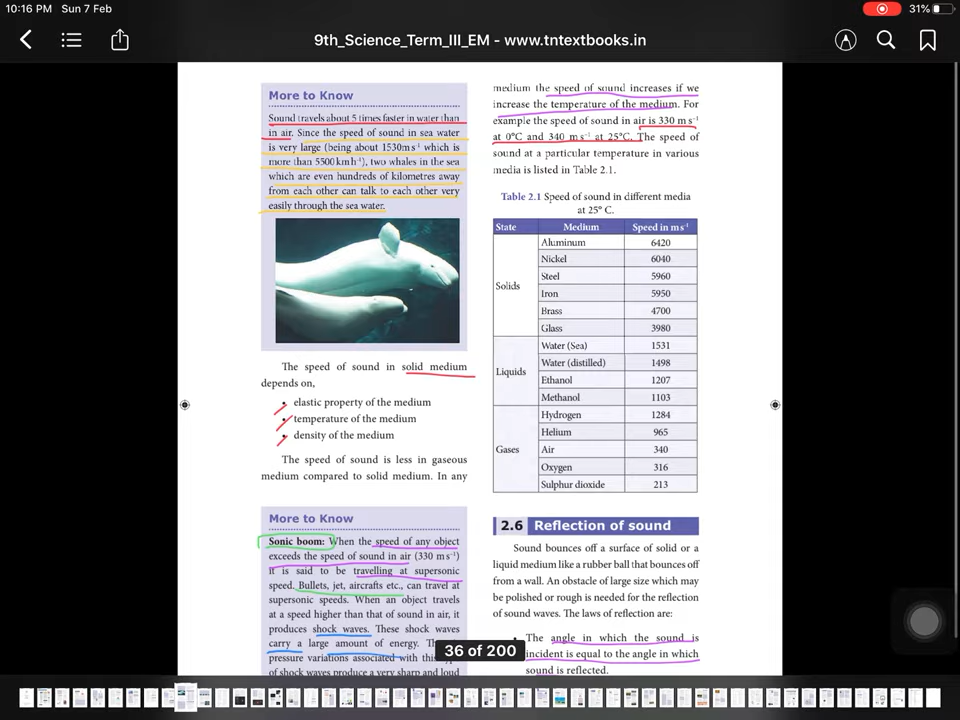 10:16 PM Sun 7 Feb
31%
9th_Science_Term_III_EM - www.tntextbooks.in
More to Know
Sound travels about 5 times faster in water than
in air. Since the speed of sound in sea water
is very large (being about 1530 m s⁻¹ which is
more than 5500 km h⁻¹), two whales in the sea
which are even hundreds of kilometres away
from each other can talk to each other very
easily through the sea water.
The speed of sound in solid medium
depends on,
• elastic property of the medium
• temperature of the medium
• density of the medium
The speed of sound is less in gaseous
medium compared to solid medium. In any
More to Know
Sonic boom: When the speed of any object
exceeds the speed of sound in air (330 ms⁻¹)
it is said to be travelling at supersonic
speed. Bullets, jet, aircrafts etc., can travel at
supersonic speeds. When an object travels
at a speed higher than that of sound in air, it
produces shock waves. These shock waves
carry a large amount of energy. Th
pressure variations associated with this
of shock waves produce a very sharp and loud
medium the speed of sound increases if we
increase the temperature of the medium. For
example the speed of sound in air is 330 m s⁻¹
at 0°C and 340 m s⁻¹ at 25°C. The speed of
sound at a particular temperature in various
media is listed in Table 2.1.
Table 2.1 Speed of sound in different media
at 25° C.
State Medium Speed in ms⁻¹
Solids
Aluminum 6420
Nickel 6040
Steel 5960
Iron 5950
Brass 4700
Glass 3980
Liquids
Water (Sea) 1531
Water (distilled) 1498
Ethanol 1207
Methanol 1103
Gases
Hydrogen 1284
Helium 965
Air 340
Oxygen 316
Sulphur dioxide 213
2.6 Reflection of sound
Sound bounces off a surface of solid or a
liquid medium like a rubber ball that bounces off
from a wall. An obstacle of large size which may
be polished or rough is needed for the reflection
of sound waves. The laws of reflection are:
• The angle in which the sound is
incident is equal to the angle in which
sound is reflected.
36 of 200